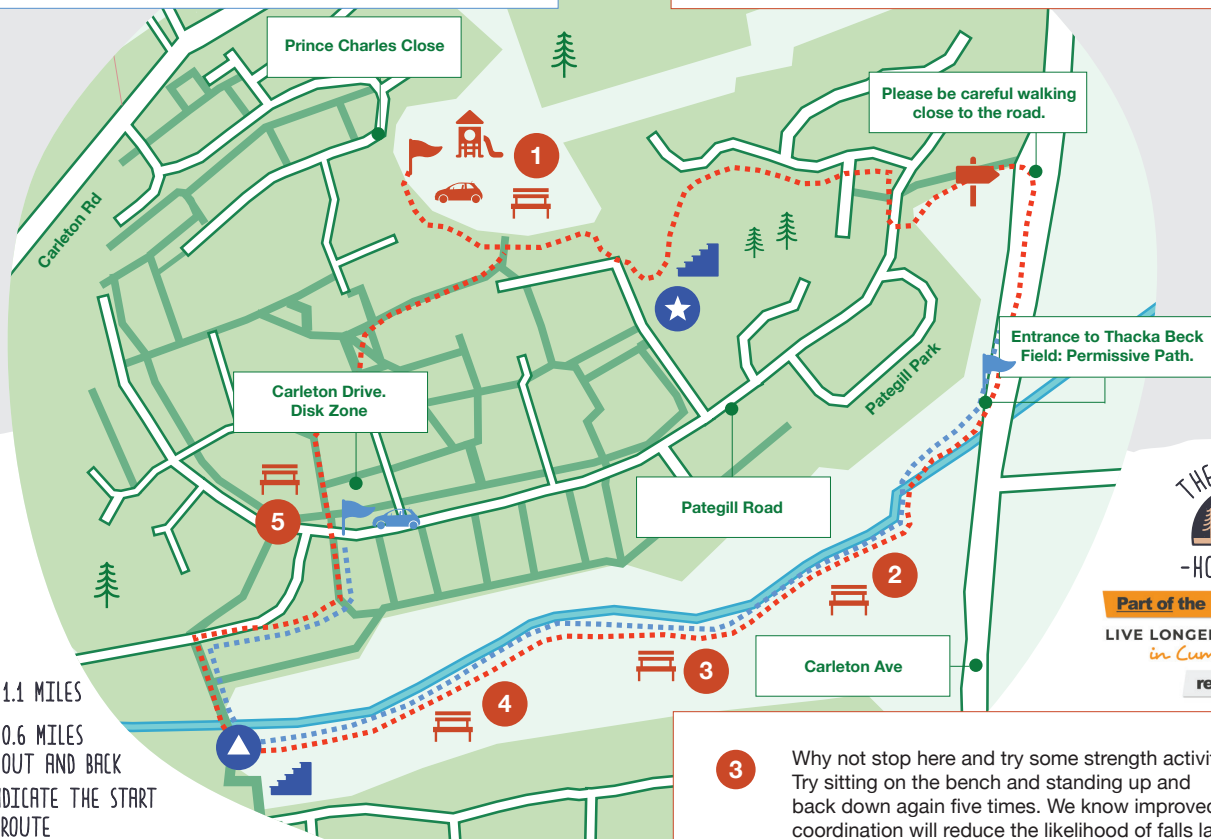 Prince Charles Close
Please be careful walking
close to the road.
1
Carleton Rd
Entrance to Thacka Beck
Field: Permissive Path.
Pategill Park
Carleton Drive.
Disk Zone
Pategill Road
5
2
3
4
Carleton Ave
THE
-HO
Part of the
LIVE LONGER
in Cum
re
1.1 MILES
0.6 MILES
OUT AND BACK
DICATE THE START
ROUTE
3
Why not stop here and try some strength activit
Try sitting on the bench and standing up and
back down again five times. We know improved
coordination will reduce the likelihood of falls la